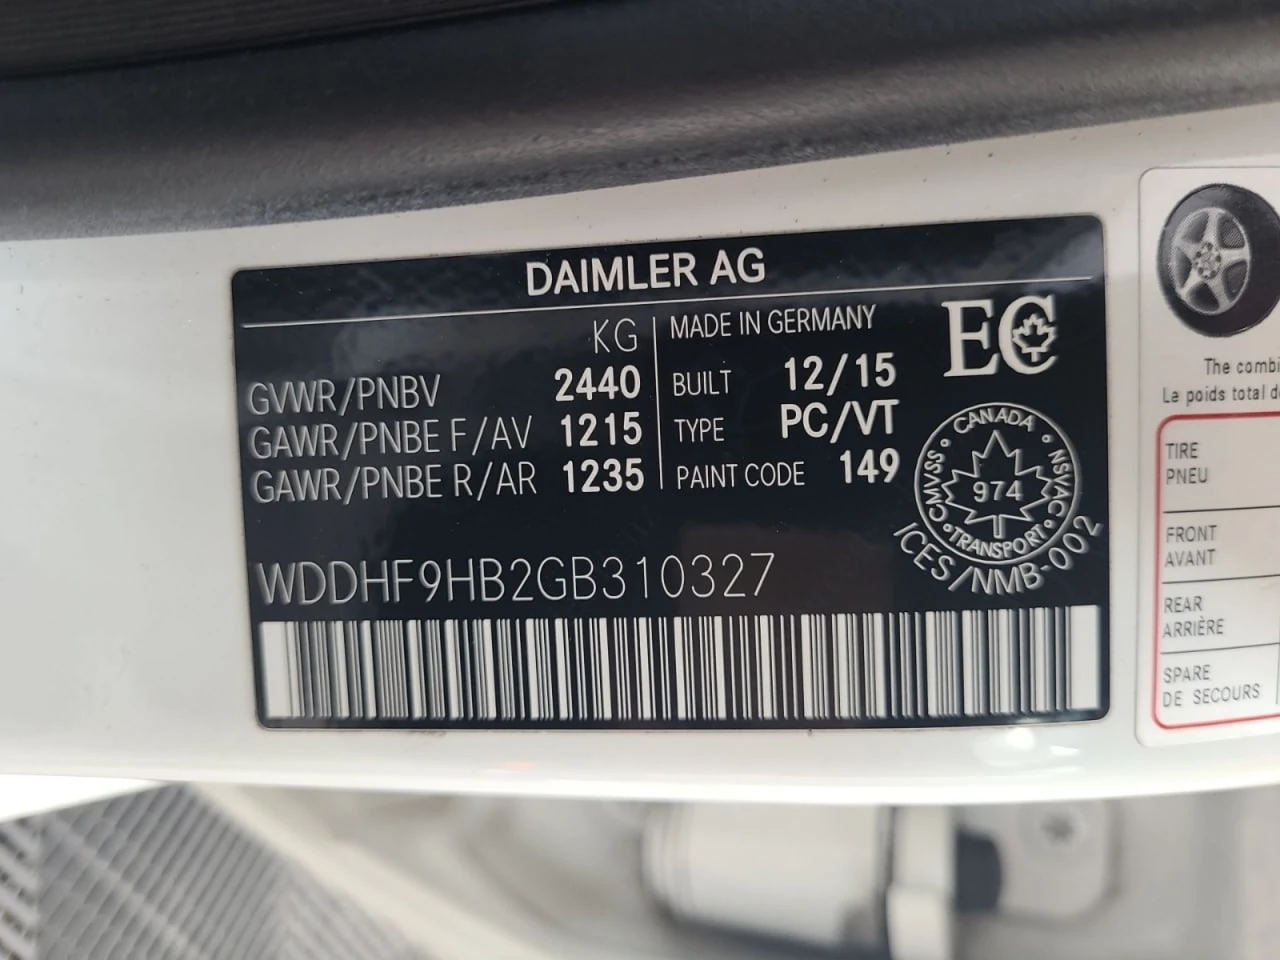 DAIMLER AG
KG
GVWR/PNBV 2440
GAWR/PNBE F/AV 1215
GAWR/PNBE R/AR 1235
MADE IN GERMANY
BUILT 12/15
TYPE PC/VT
PAINT CODE 149
EC
CANADA
CMVSS
974
NSVAC
TRANSPORT
ICES/NMB-002
WDDHF9HB2GB310327
The combi
Le poids total d
TIRE
PNEU
FRONT
AVANT
REAR
ARRIÈRE
SPARE
DE SECOURS